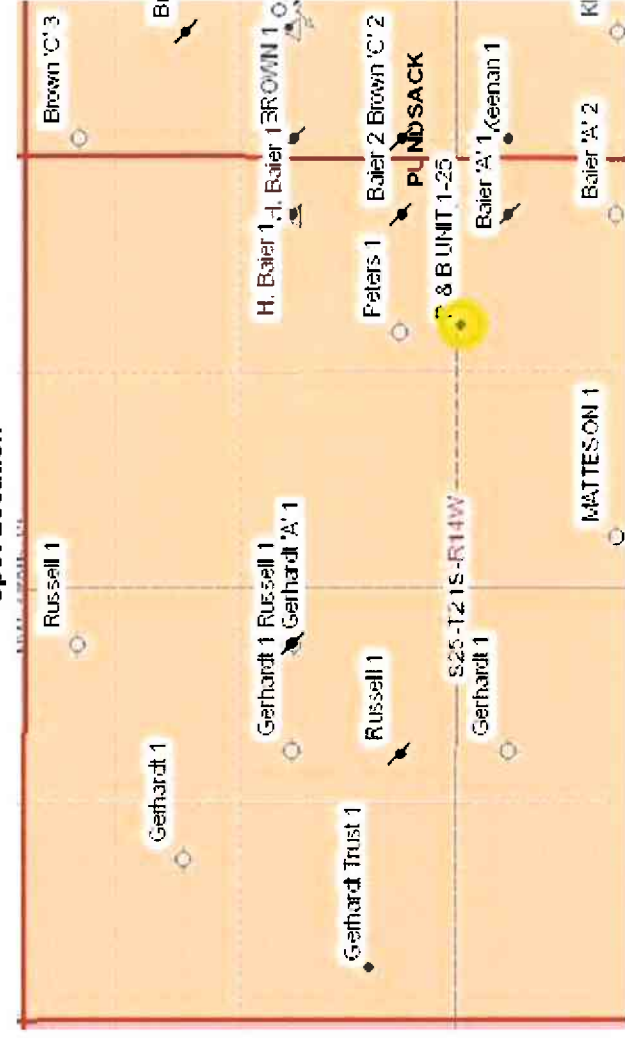 Brown 'C' 3
Russell 1
Gerhardt 1
H. Baier 1
H. Baier 1
BROWN 1
Gerhardt 1
Russell 1
Gerhardt 'A' 1
Peters 1
Baier 2
Brown 'C' 2
PUNDSACK
Russell 1
Gerhardt Trust 1
& B UNIT 1-25
S25-T21S-R14W
Gerhardt 1
Baier 'A' 1
Keenan 1
MATTESON 1
Baier 'A' 2